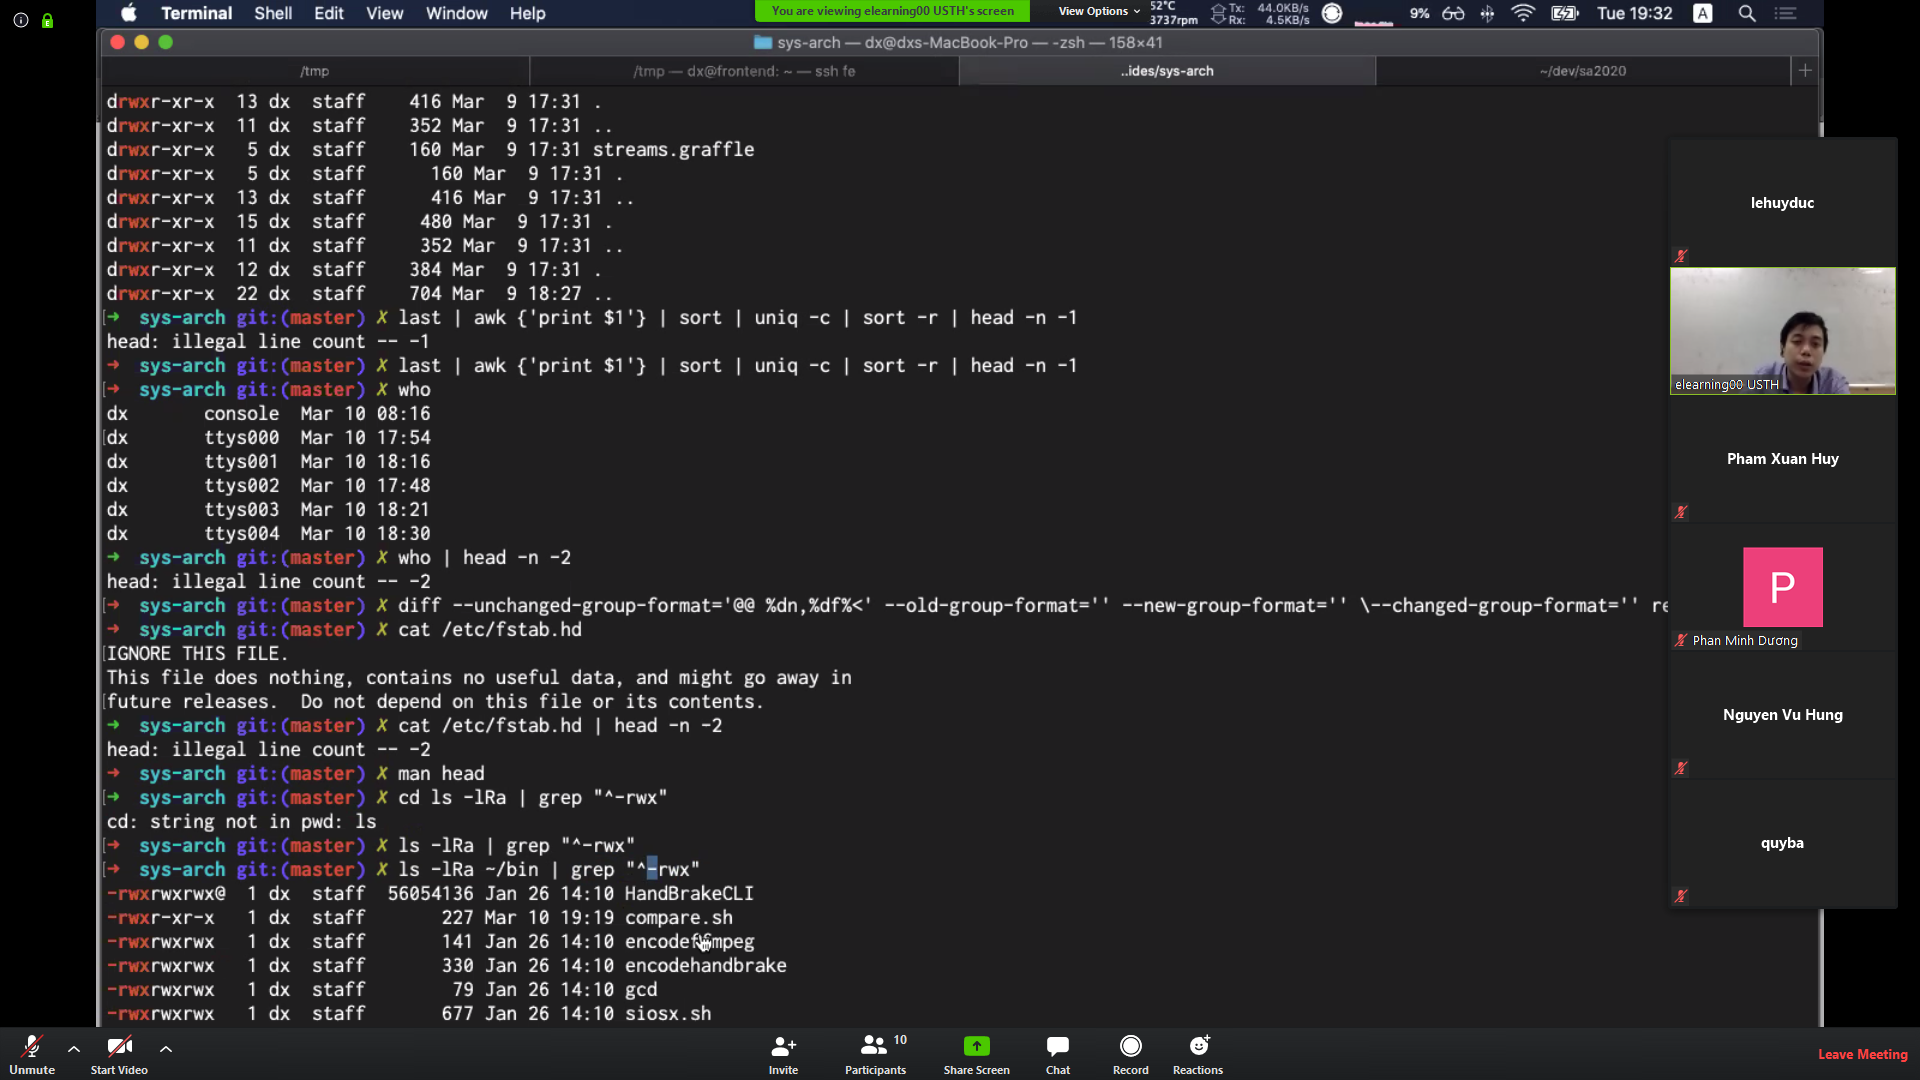 Terminal Shell Edit View Window Help
You are viewing elearning00 USTH's screen
View Options
52°C
3737rpm
Tx: 44.0KB/s
Rx: 4.5KB/s
9%
Tue 19:32
A
sys-arch — dx@dxs-MacBook-Pro — -zsh — 158×41
/tmp
/tmp — dx@frontend: ~ — ssh fe
..ides/sys-arch
~/dev/sa2020
drwxr-xr-x 13 dx staff 416 Mar 9 17:31 .
drwxr-xr-x 11 dx staff 352 Mar 9 17:31 ..
drwxr-xr-x 5 dx staff 160 Mar 9 17:31 streams.graffle
drwxr-xr-x 5 dx staff 160 Mar 9 17:31 .
drwxr-xr-x 13 dx staff 416 Mar 9 17:31 ..
drwxr-xr-x 15 dx staff 480 Mar 9 17:31 .
drwxr-xr-x 11 dx staff 352 Mar 9 17:31 ..
drwxr-xr-x 12 dx staff 384 Mar 9 17:31 .
drwxr-xr-x 22 dx staff 704 Mar 9 18:27 ..
[➜ sys-arch git:(master) ✗ last | awk {'print $1'} | sort | uniq -c | sort -r | head -n -1
head: illegal line count -- -1
➜ sys-arch git:(master) ✗ last | awk {'print $1'} | sort | uniq -c | sort -r | head -n -1
[➜ sys-arch git:(master) ✗ who
dx console Mar 10 08:16
[dx ttys000 Mar 10 17:54
dx ttys001 Mar 10 18:16
dx ttys002 Mar 10 17:48
dx ttys003 Mar 10 18:21
dx ttys004 Mar 10 18:30
➜ sys-arch git:(master) ✗ who | head -n -2
head: illegal line count -- -2
[➜ sys-arch git:(master) ✗ diff --unchanged-group-format='@@ %dn,%df%<' --old-group-format='' --new-group-format='' \--changed-group-format='' re
[➜ sys-arch git:(master) ✗ cat /etc/fstab.hd
[IGNORE THIS FILE.
This file does nothing, contains no useful data, and might go away in
[future releases. Do not depend on this file or its contents.
➜ sys-arch git:(master) ✗ cat /etc/fstab.hd | head -n -2
head: illegal line count -- -2
[➜ sys-arch git:(master) ✗ man head
[➜ sys-arch git:(master) ✗ cd ls -lRa | grep "^-rwx"
cd: string not in pwd: ls
[➜ sys-arch git:(master) ✗ ls -lRa | grep "^-rwx"
[➜ sys-arch git:(master) ✗ ls -lRa ~/bin | grep "^-rwx"
-rwxrwxrwx@ 1 dx staff 56054136 Jan 26 14:10 HandBrakeCLI
-rwxr-xr-x 1 dx staff 227 Mar 10 19:19 compare.sh
-rwxrwxrwx 1 dx staff 141 Jan 26 14:10 encodeffmpeg
-rwxrwxrwx 1 dx staff 330 Jan 26 14:10 encodehandbrake
-rwxrwxrwx 1 dx staff 79 Jan 26 14:10 gcd
-rwxrwxrwx 1 dx staff 677 Jan 26 14:10 siosx.sh
lehuyduc
elearning00 USTH
Pham Xuan Huy
P
Phan Minh Dương
Nguyen Vu Hung
quyba
Unmute
Start Video
Invite
Participants
10
Share Screen
Chat
Record
Reactions
Leave Meeting